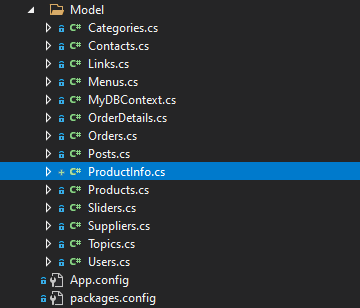 Model
C# Categories.cs
C# Contacts.cs
C# Links.cs
C# Menus.cs
C# MyDBContext.cs
C# OrderDetails.cs
C# Orders.cs
C# Posts.cs
+ C# ProductInfo.cs
C# Products.cs
C# Sliders.cs
C# Suppliers.cs
C# Topics.cs
C# Users.cs
App.config
packages.config